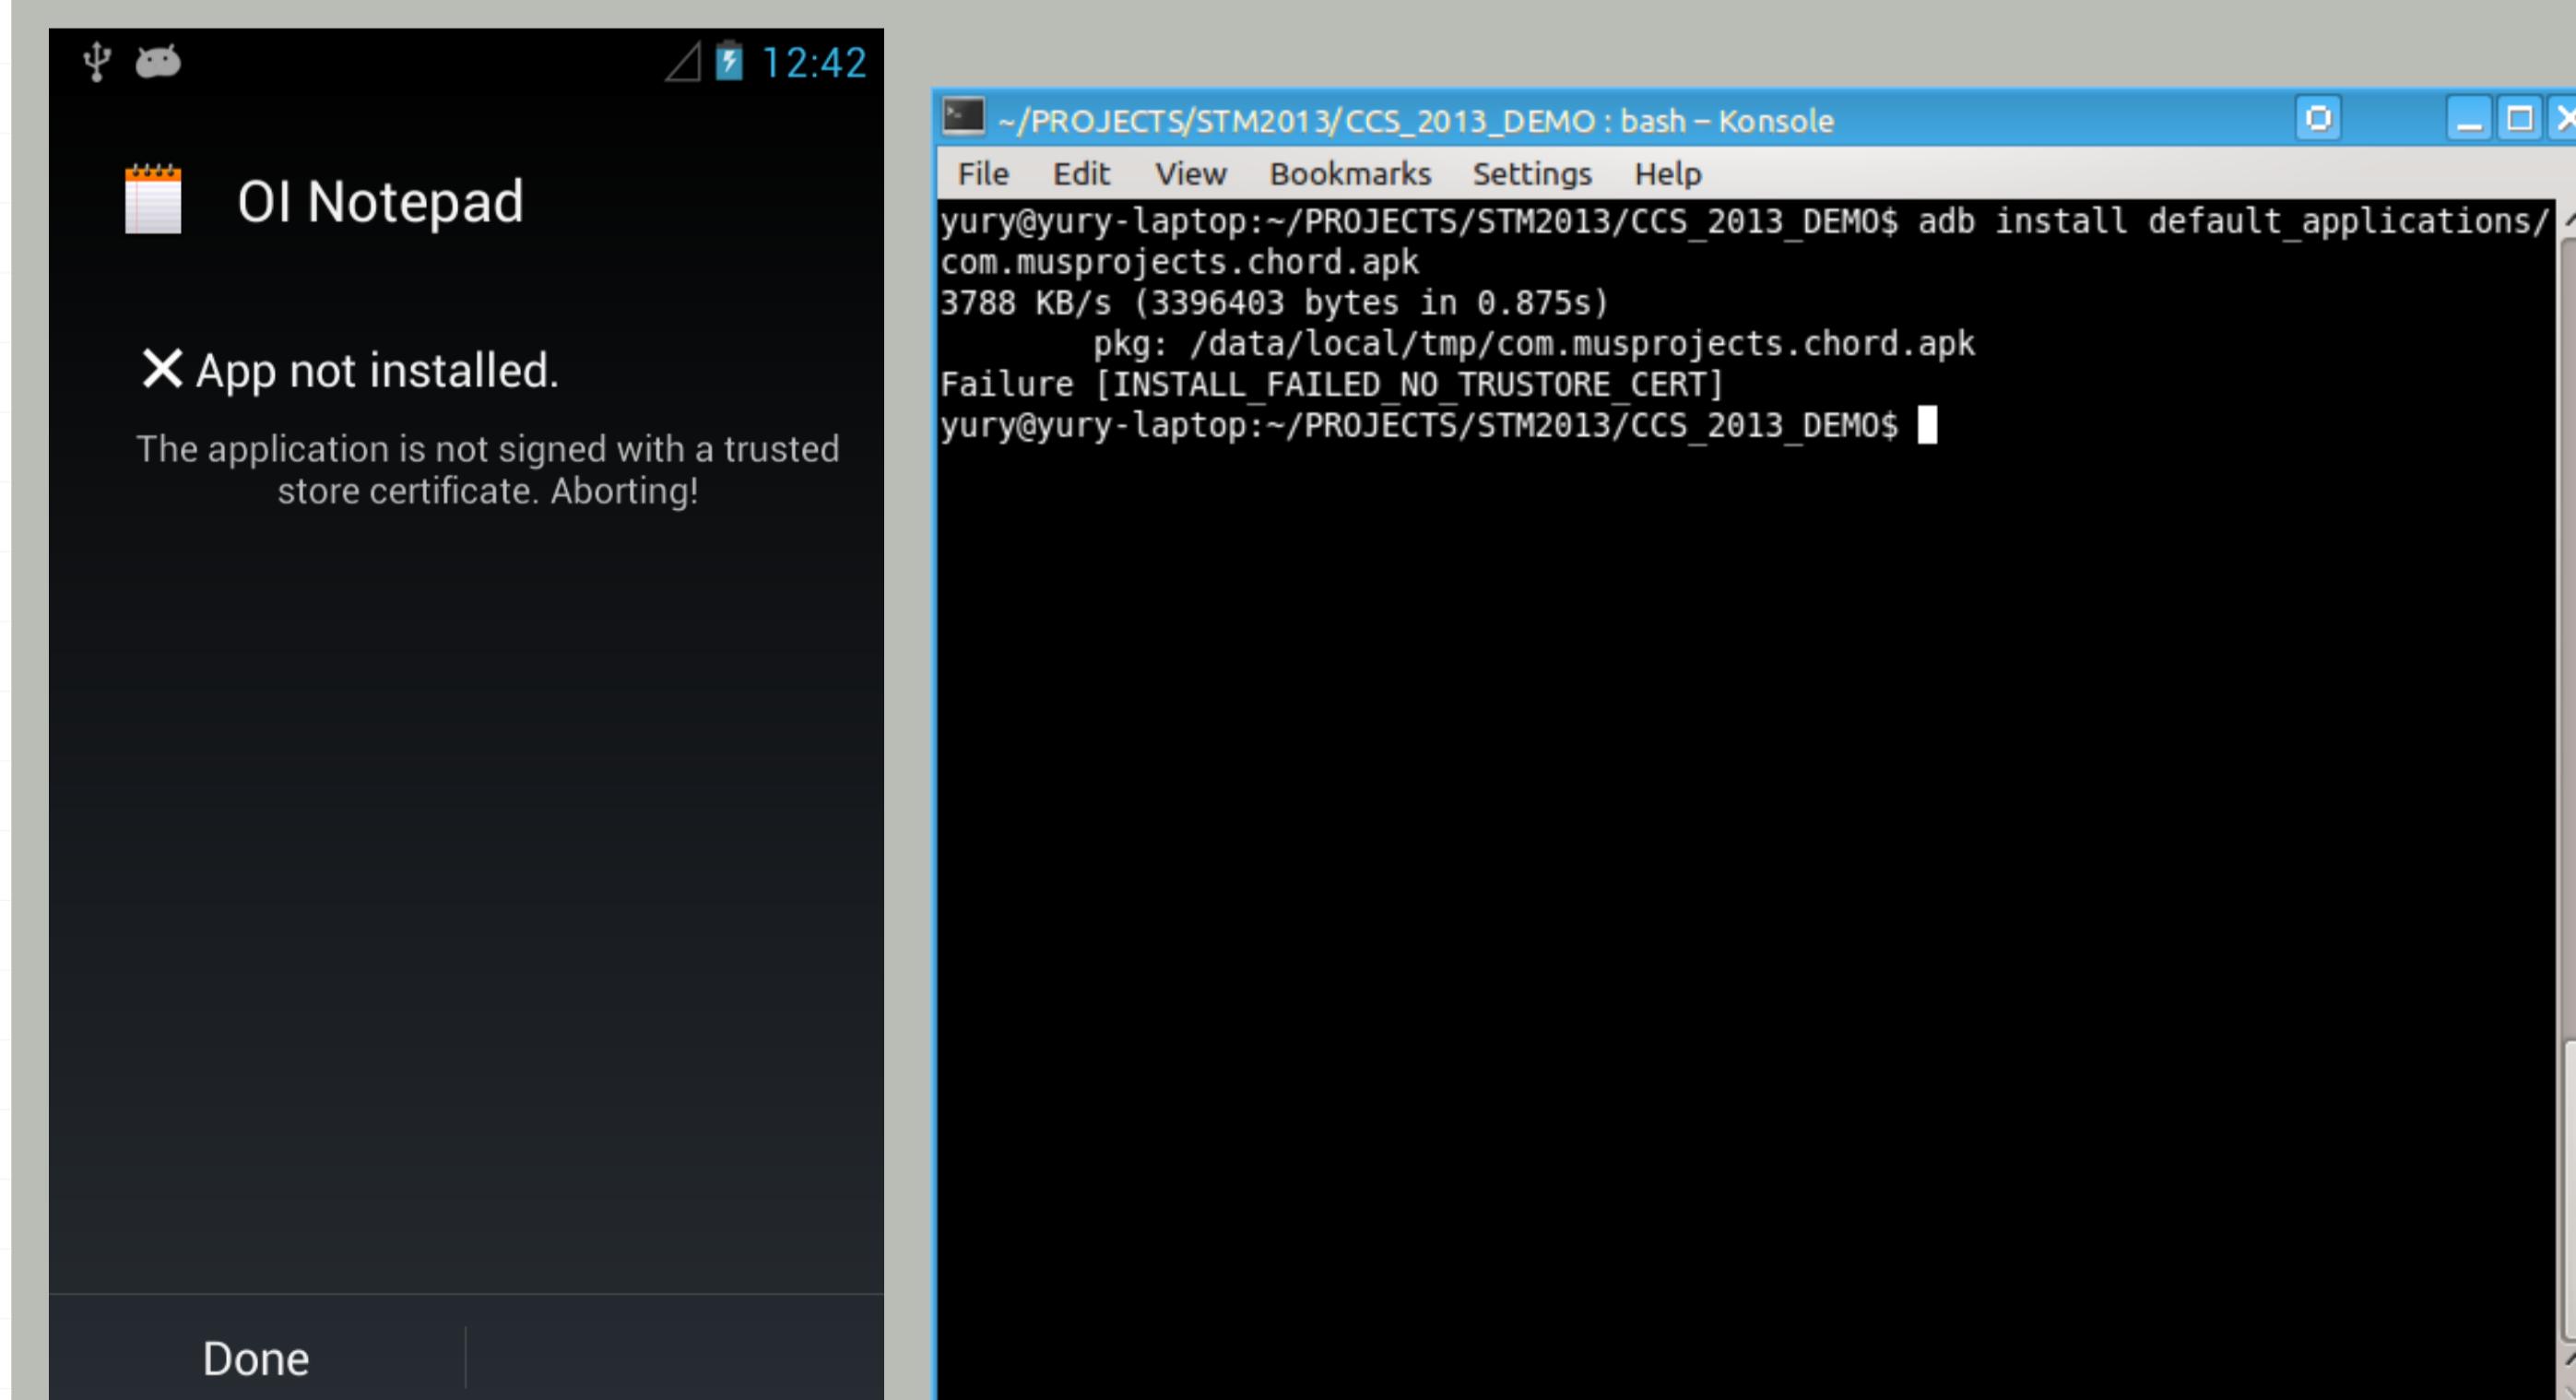 12:42
OI Notepad
App not installed.
The application is not signed with a trusted
store certificate. Aborting!
Done
~/PROJECTS/STM2013/CCS_2013_DEMO : bash – Konsole
File Edit View Bookmarks Settings Help
yury@yury-laptop:~/PROJECTS/STM2013/CCS_2013_DEMO$ adb install default_applications/
com.musprojects.chord.apk
3788 KB/s (3396403 bytes in 0.875s)
pkg: /data/local/tmp/com.musprojects.chord.apk
Failure [INSTALL_FAILED_NO_TRUSTORE_CERT]
yury@yury-laptop:~/PROJECTS/STM2013/CCS_2013_DEMO$